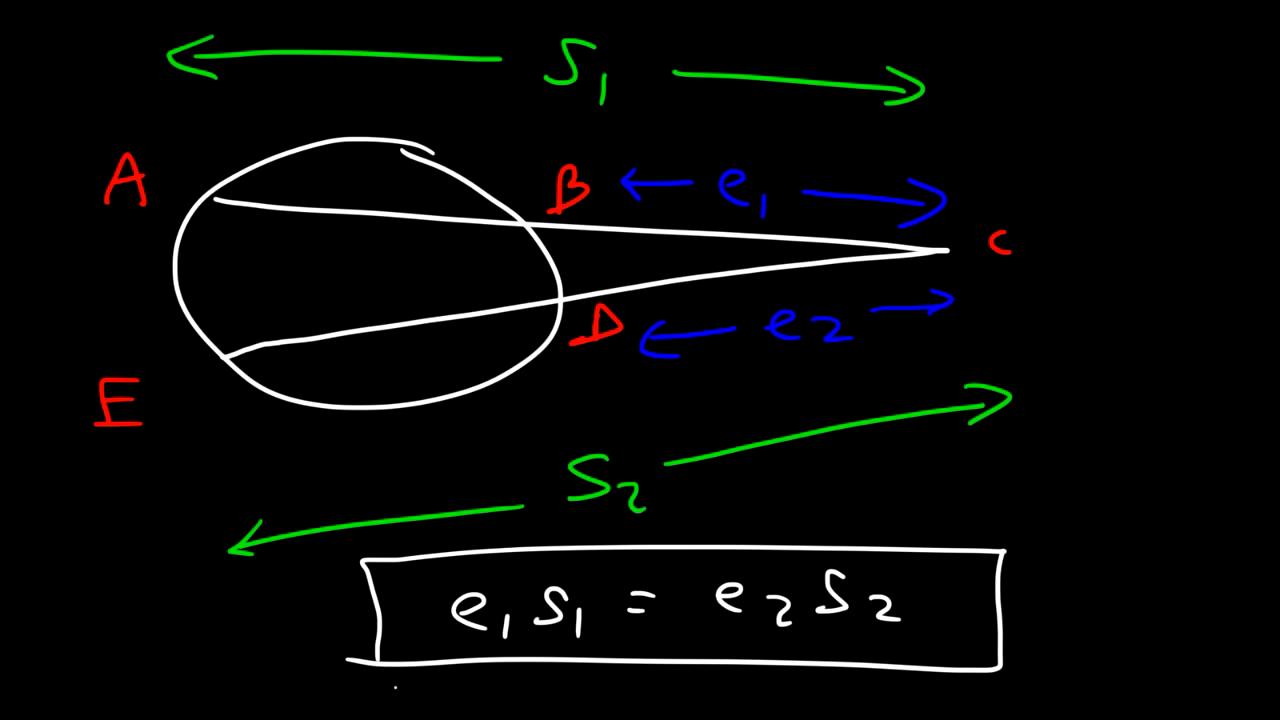 S₁
A
B
e₁
C
D
e₂
E
S₂
e₁S₁ = e₂S₂